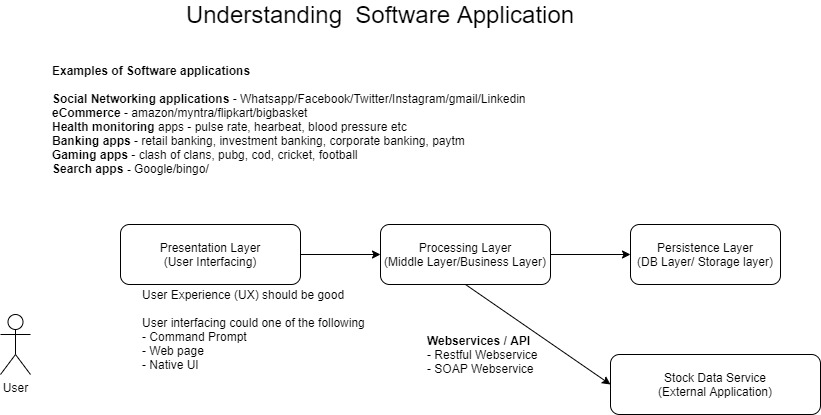 Understanding Software Application
Examples of Software applications
Social Networking applications - Whatsapp/Facebook/Twitter/Instagram/gmail/Linkedin
eCommerce - amazon/myntra/flipkart/bigbasket
Health monitoring apps - pulse rate, hearbeat, blood pressure etc
Banking apps - retail banking, investment banking, corporate banking, paytm
Gaming apps - clash of clans, pubg, cod, cricket, football
Search apps - Google/bingo/
Presentation Layer
(User Interfacing)
Processing Layer
(Middle Layer/Business Layer)
Persistence Layer
(DB Layer/ Storage layer)
User Experience (UX) should be good
User interfacing could one of the following
- Command Prompt
- Web page
- Native UI
Webservices / API
- Restful Webservice
- SOAP Webservice
Stock Data Service
(External Application)
User